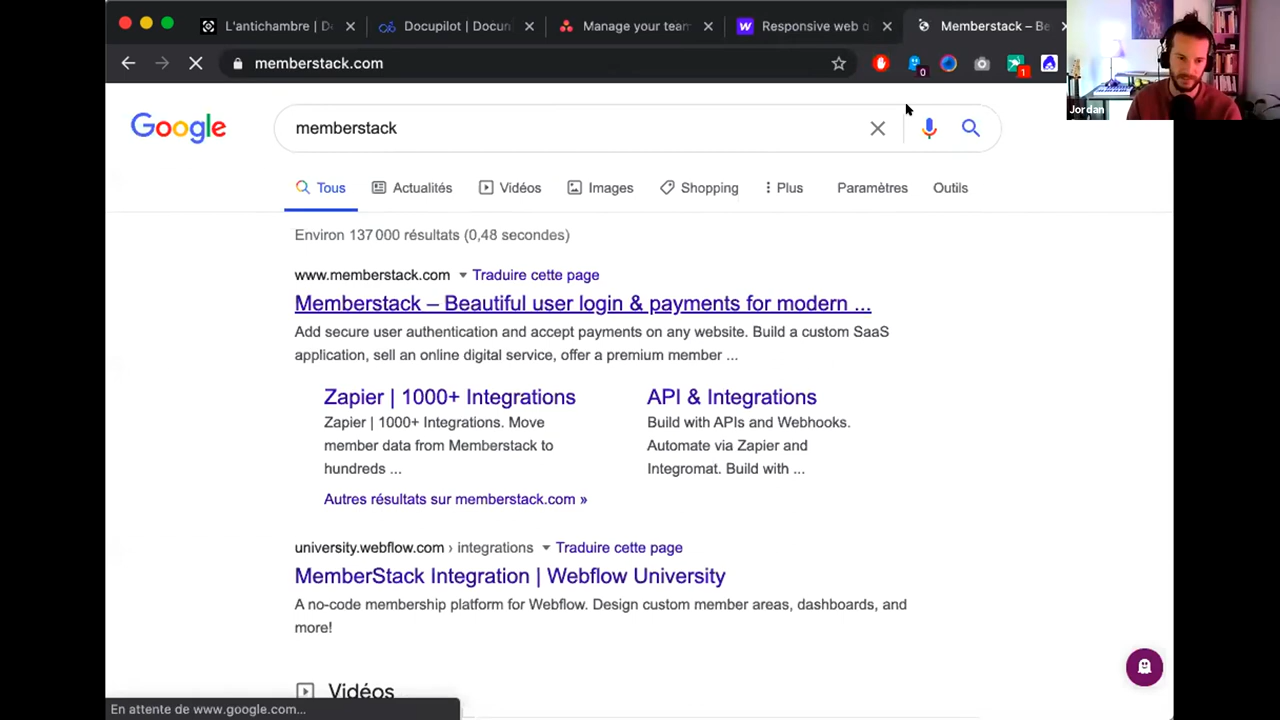 L'antichambre | De
Docupilot | Docun
Manage your team
Responsive web d
Memberstack – Be
memberstack.com
0
1
Jordan
Google
memberstack
Tous
Actualités
Vidéos
Images
Shopping
Plus
Paramètres
Outils
Environ 137 000 résultats (0,48 secondes)
www.memberstack.com
Traduire cette page
Memberstack – Beautiful user login & payments for modern ...
Add secure user authentication and accept payments on any website. Build a custom SaaS
application, sell an online digital service, offer a premium member ...
Zapier | 1000+ Integrations
Zapier | 1000+ Integrations. Move
member data from Memberstack to
hundreds ...
API & Integrations
Build with APIs and Webhooks.
Automate via Zapier and
Integromat. Build with ...
Autres résultats sur memberstack.com »
university.webflow.com › integrations
Traduire cette page
MemberStack Integration | Webflow University
A no-code membership platform for Webflow. Design custom member areas, dashboards, and
more!
Vidéos
En attente de www.google.com...